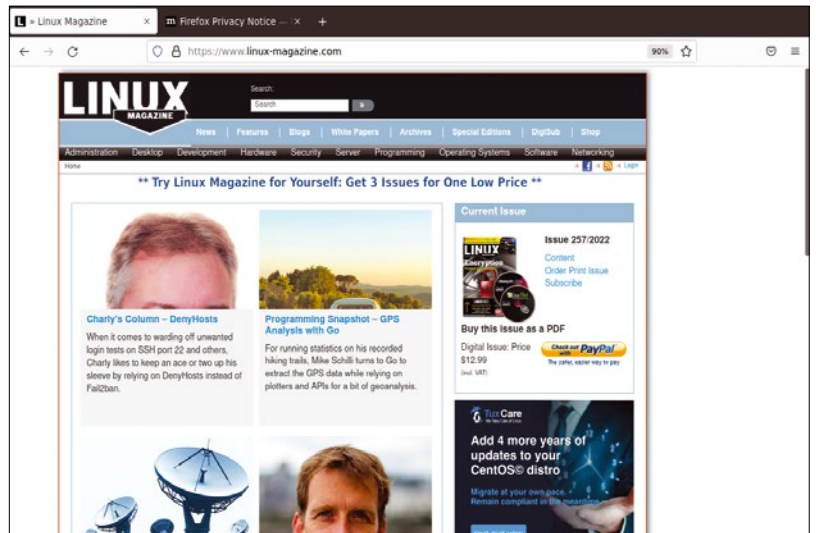 » Linux Magazine
Firefox Privacy Notice —
https://www.linux-magazine.com
90%
LINUX
MAGAZINE
Search:
Search
»
News | Features | Blogs | White Papers | Archives | Special Editions | DigiSub | Shop
Administration Desktop Development Hardware Security Server Programming Operating Systems Software Networking
Home
Login
** Try Linux Magazine for Yourself: Get 3 Issues for One Low Price **
Charly's Column – DenyHosts
When it comes to warding off unwanted
login tests on SSH port 22 and others,
Charly likes to keep an ace or two up his
sleeve by relying on DenyHosts instead of
Fail2ban.
Programming Snapshot – GPS
Analysis with Go
For running statistics on his recorded
hiking trails, Mike Schilli turns to Go to
extract the GPS data while relying on
plotters and APIs for a bit of geoanalysis.
Current Issue
LINUX
Encryption
Issue 257/2022
Content
Order Print Issue
Subscribe
Buy this issue as a PDF
Digital Issue: Price
$12.99
(incl. VAT)
Check out
with PayPal
The safer, easier way to pay
TuxCare
Add 4 more years of
updates to your
CentOS© distro
Migrate at your own pace.
Remain compliant in the meantime.